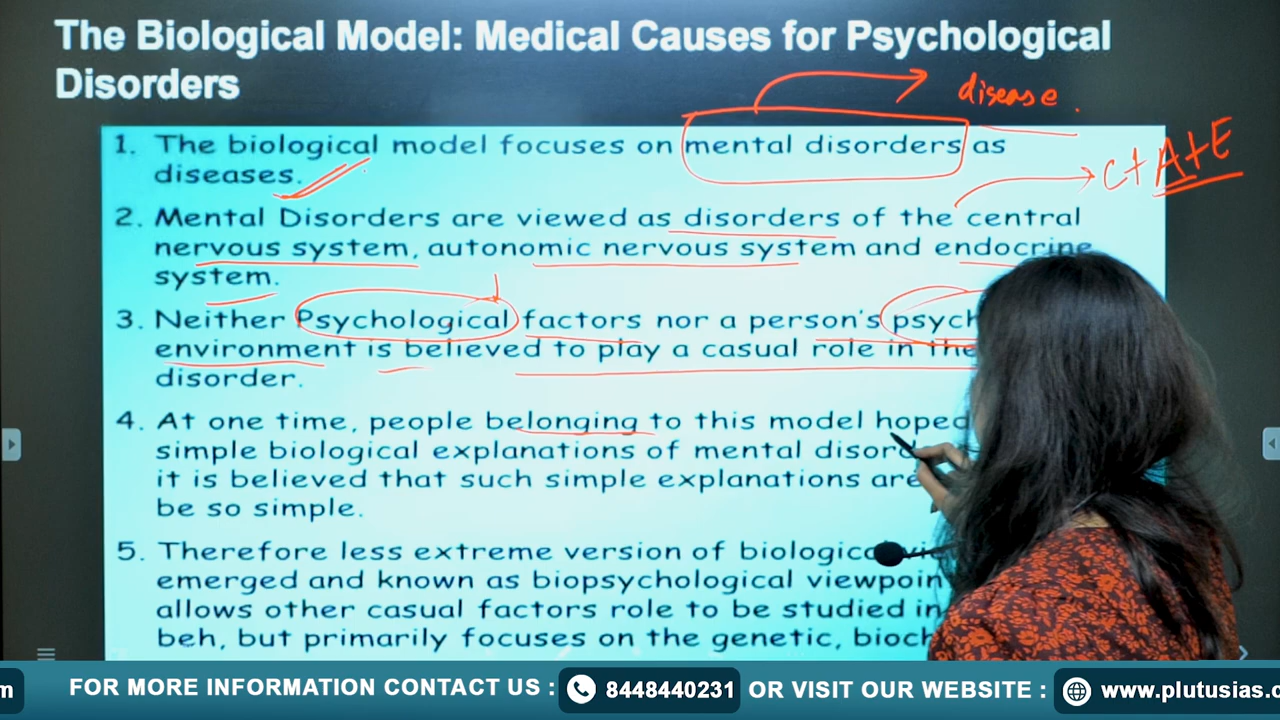 The Biological Model: Medical Causes for Psychological
Disorders
disease.
1. The biological model focuses on mental disorders as
diseases.
C+A+E
2. Mental Disorders are viewed as disorders of the central
nervous system, autonomic nervous system and endocrine
system.
3. Neither Psychological factors nor a person's
environment is believed to play a casual role in the
disorder.
4. At one time, people belonging to this model hoped
simple biological explanations of mental
it is believed that such simple explanations are
be so simple.
5. Therefore less extreme version of
emerged and known as biopsychological
allows other casual factors role to be studied in
beh, but primarily focuses on the genetic,
FOR MORE INFORMATION CONTACT US : 8448440231 OR VISIT OUR WEBSITE :